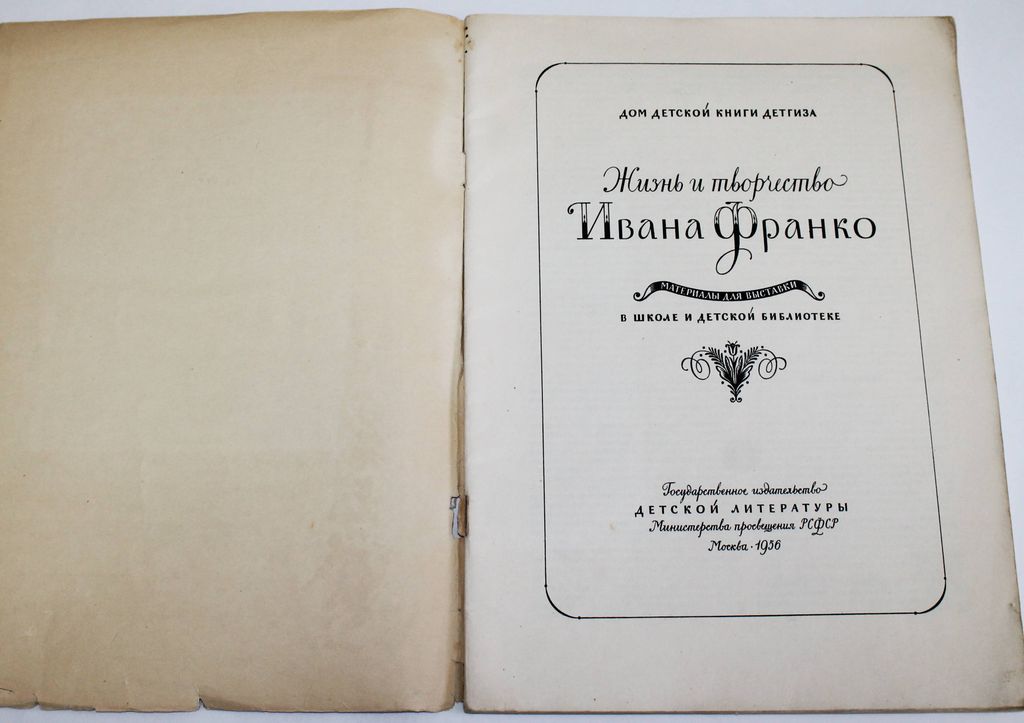 ДОМ ДЕТСКОЙ КНИГИ ДЕТГИЗА
Жизнь и творчество
Ивана Франко
МАТЕРИАЛЫ ДЛЯ ВЫСТАВКИ
В ШКОЛЕ И ДЕТСКОЙ БИБЛИОТЕКЕ
Государственное издательство
ДЕТСКОЙ ЛИТЕРАТУРЫ
Министерства просвещения РСФСР
Москва · 1956